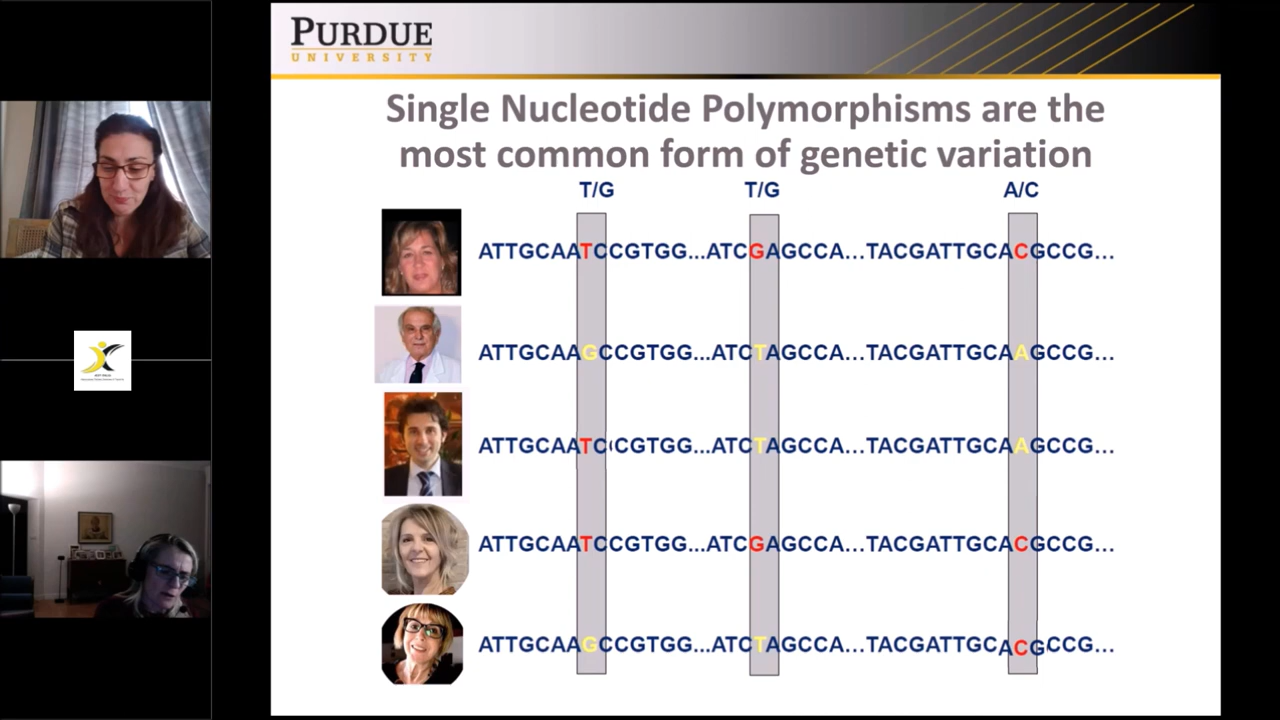 PURDUE
UNIVERSITY
Single Nucleotide Polymorphisms are the
most common form of genetic variation
T/G T/G A/C
ATTGCAATCCGTGG...ATCGAGCCA...TACGATTGCACGCCG...
ATTGCAAGCCGTGG...ATCTAGCCA...TACGATTGCAAGCCG...
ATTGCAATCCGTGG...ATCTAGCCA...TACGATTGCAAGCCG...
ATTGCAATCCGTGG...ATCGAGCCA...TACGATTGCACGCCG...
ATTGCAAGCCGTGG...ATCTAGCCA...TACGATTGCACGCCG...